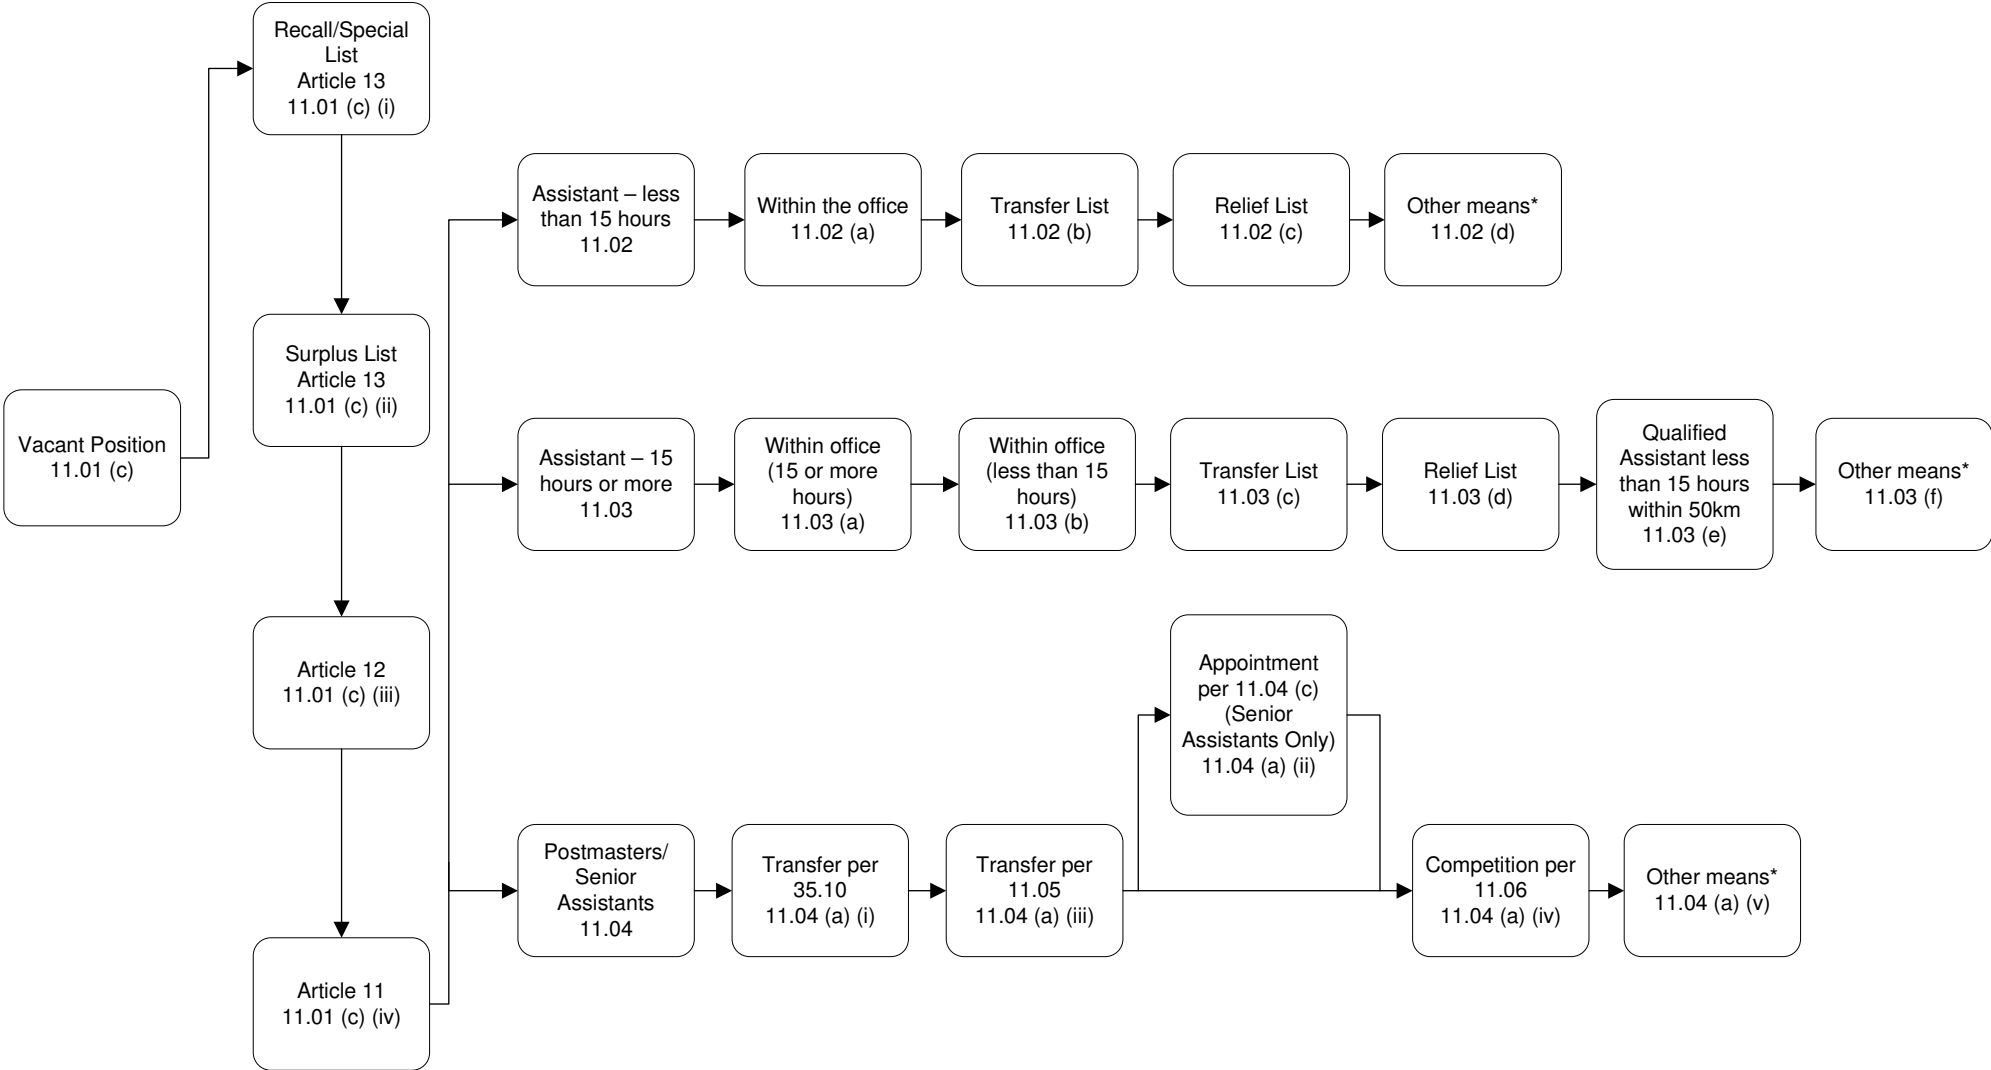 Recall/Special
List
Article 13
11.01 (c) (i)
Surplus List
Article 13
11.01 (c) (ii)
Vacant Position
11.01 (c)
Article 12
11.01 (c) (iii)
Article 11
11.01 (c) (iv)
Assistant – less
than 15 hours
11.02
Within the office
11.02 (a)
Transfer List
11.02 (b)
Relief List
11.02 (c)
Other means*
11.02 (d)
Assistant – 15
hours or more
11.03
Within office
(15 or more
hours)
11.03 (a)
Within office
(less than 15
hours)
11.03 (b)
Transfer List
11.03 (c)
Relief List
11.03 (d)
Qualified
Assistant less
than 15 hours
within 50km
11.03 (e)
Other means*
11.03 (f)
Postmasters/
Senior
Assistants
11.04
Transfer per
35.10
11.04 (a) (i)
Transfer per
11.05
11.04 (a) (iii)
Appointment
per 11.04 (c)
(Senior
Assistants Only)
11.04 (a) (ii)
Competition per
11.06
11.04 (a) (iv)
Other means*
11.04 (a) (v)